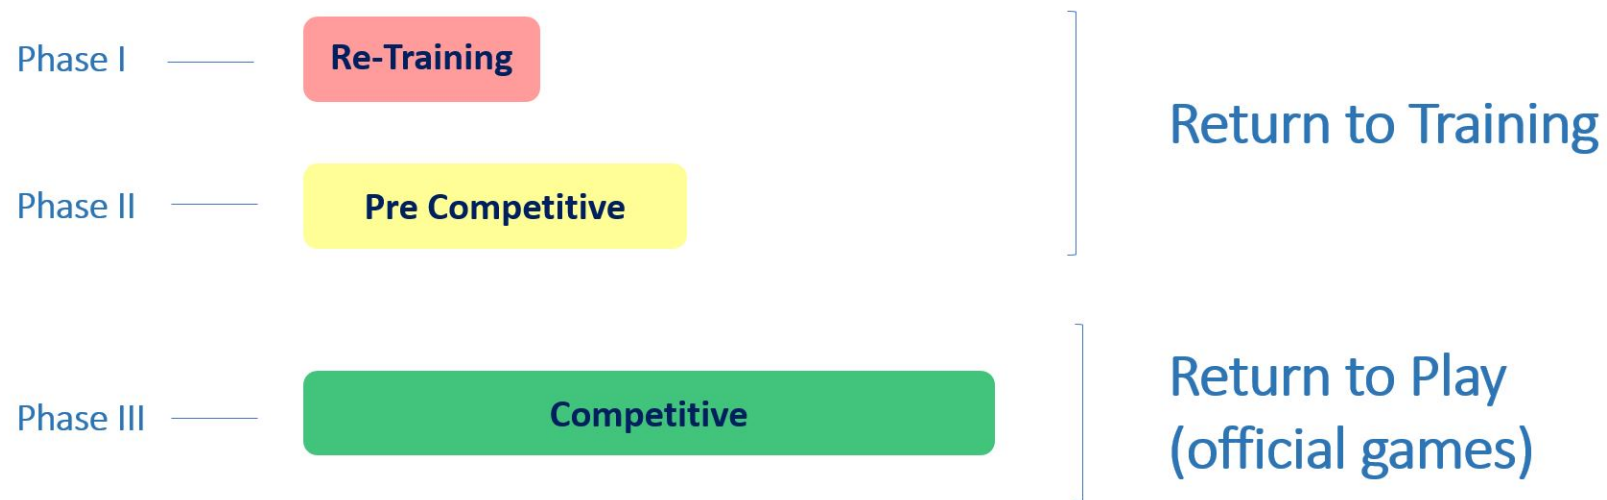 Phase I
Re-Training
Phase II
Pre Competitive
Return to Training
Phase III
Competitive
Return to Play
(official games)